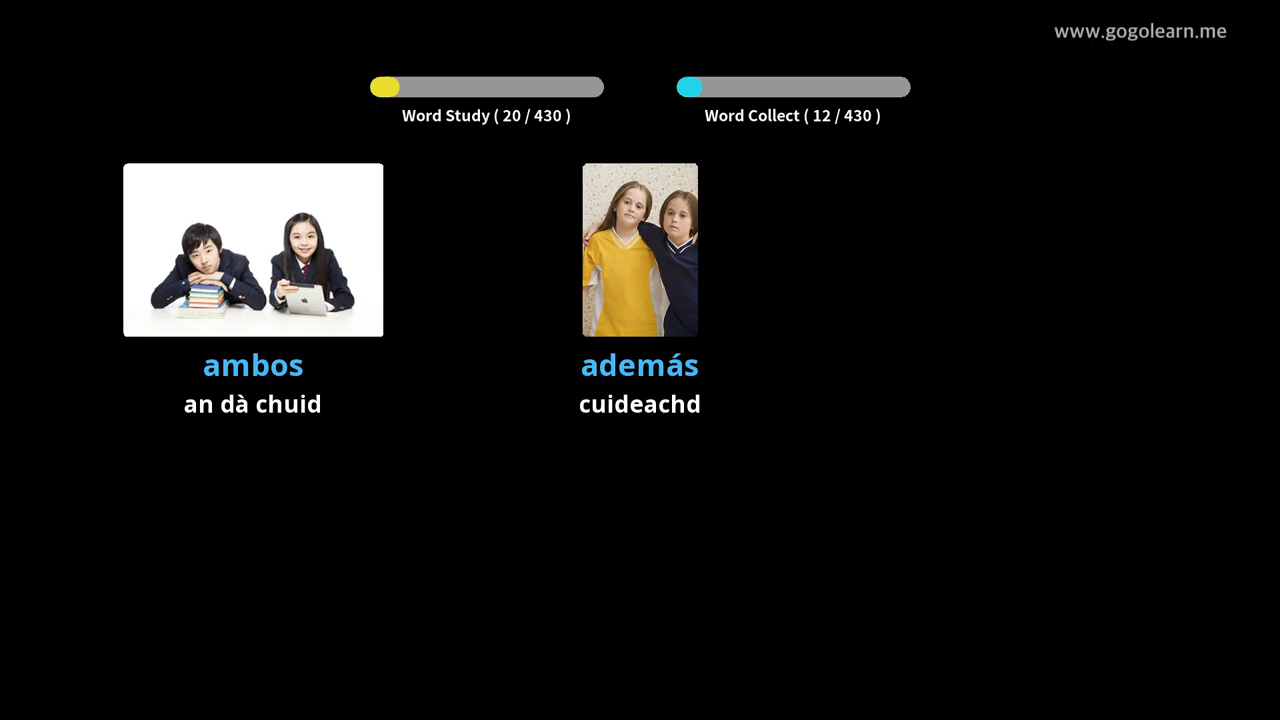 www.gogolearn.me
Word Study ( 20 / 430 )
Word Collect ( 12 / 430 )
ambos
an dà chuid
además
cuideachd